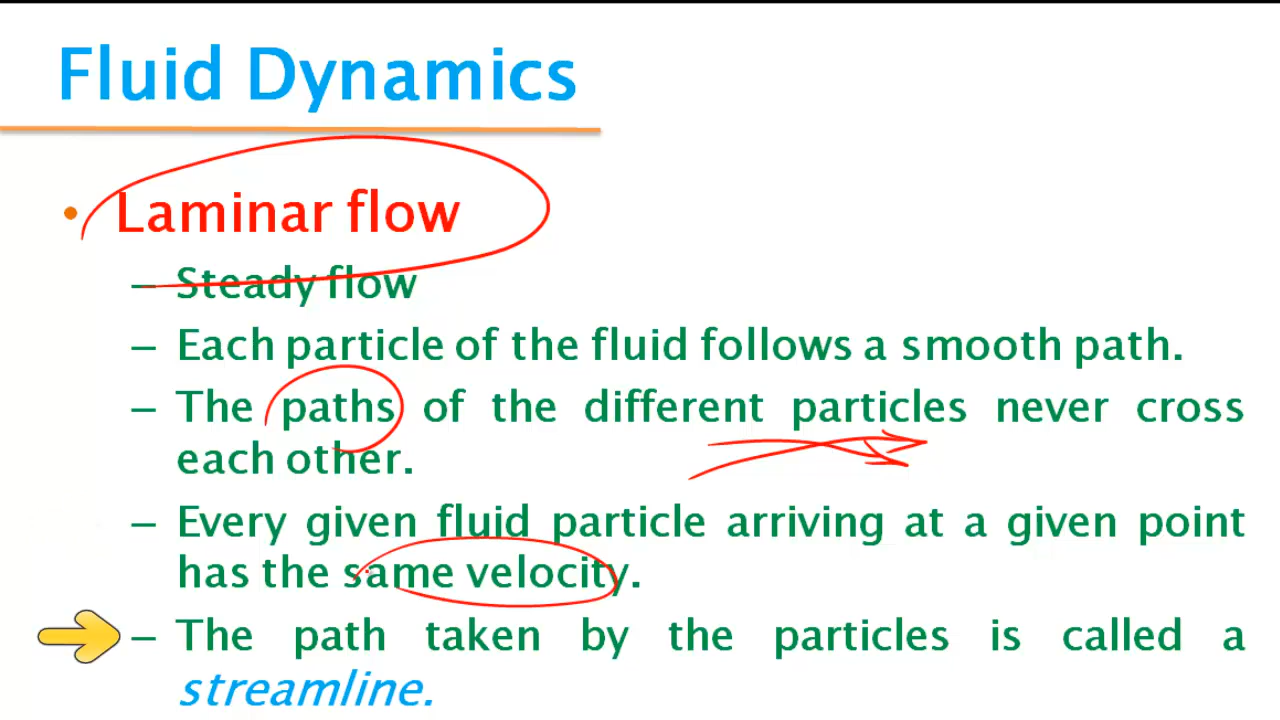 Fluid Dynamics
• Laminar flow
– Steady flow
– Each particle of the fluid follows a smooth path.
– The paths of the different particles never cross
each other.
– Every given fluid particle arriving at a given point
has the same velocity.
– The path taken by the particles is called a
streamline.